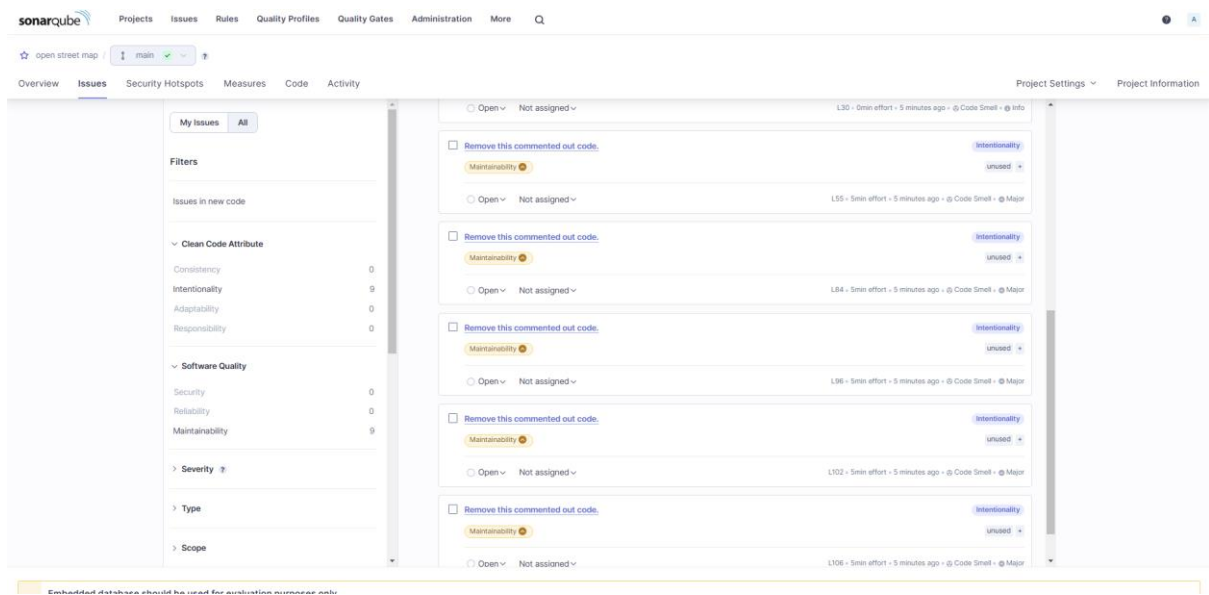 sonarqube Projects Issues Rules Quality Profiles Quality Gates Administration More ? A
open street map / main ?
Overview Issues Security Hotspots Measures Code Activity Project Settings Project Information
My Issues All
Filters
Issues in new code
Clean Code Attribute
Consistency 0
Intentionality 9
Adaptability 0
Responsibility 0
Software Quality
Security 0
Reliability 0
Maintainability 9
Severity ?
Type
Scope
Open Not assigned L30 • 0min effort • 5 minutes ago • Code Smell • Info
Remove this commented out code. Intentionality
Maintainability unused +
Open Not assigned L55 • 5min effort • 5 minutes ago • Code Smell • Major
Remove this commented out code. Intentionality
Maintainability unused +
Open Not assigned L84 • 5min effort • 5 minutes ago • Code Smell • Major
Remove this commented out code. Intentionality
Maintainability unused +
Open Not assigned L96 • 5min effort • 5 minutes ago • Code Smell • Major
Remove this commented out code. Intentionality
Maintainability unused +
Open Not assigned L102 • 5min effort • 5 minutes ago • Code Smell • Major
Remove this commented out code. Intentionality
Maintainability unused +
Open Not assigned L106 • 5min effort • 5 minutes ago • Code Smell • Major
Embedded database should be used for evaluation purposes only